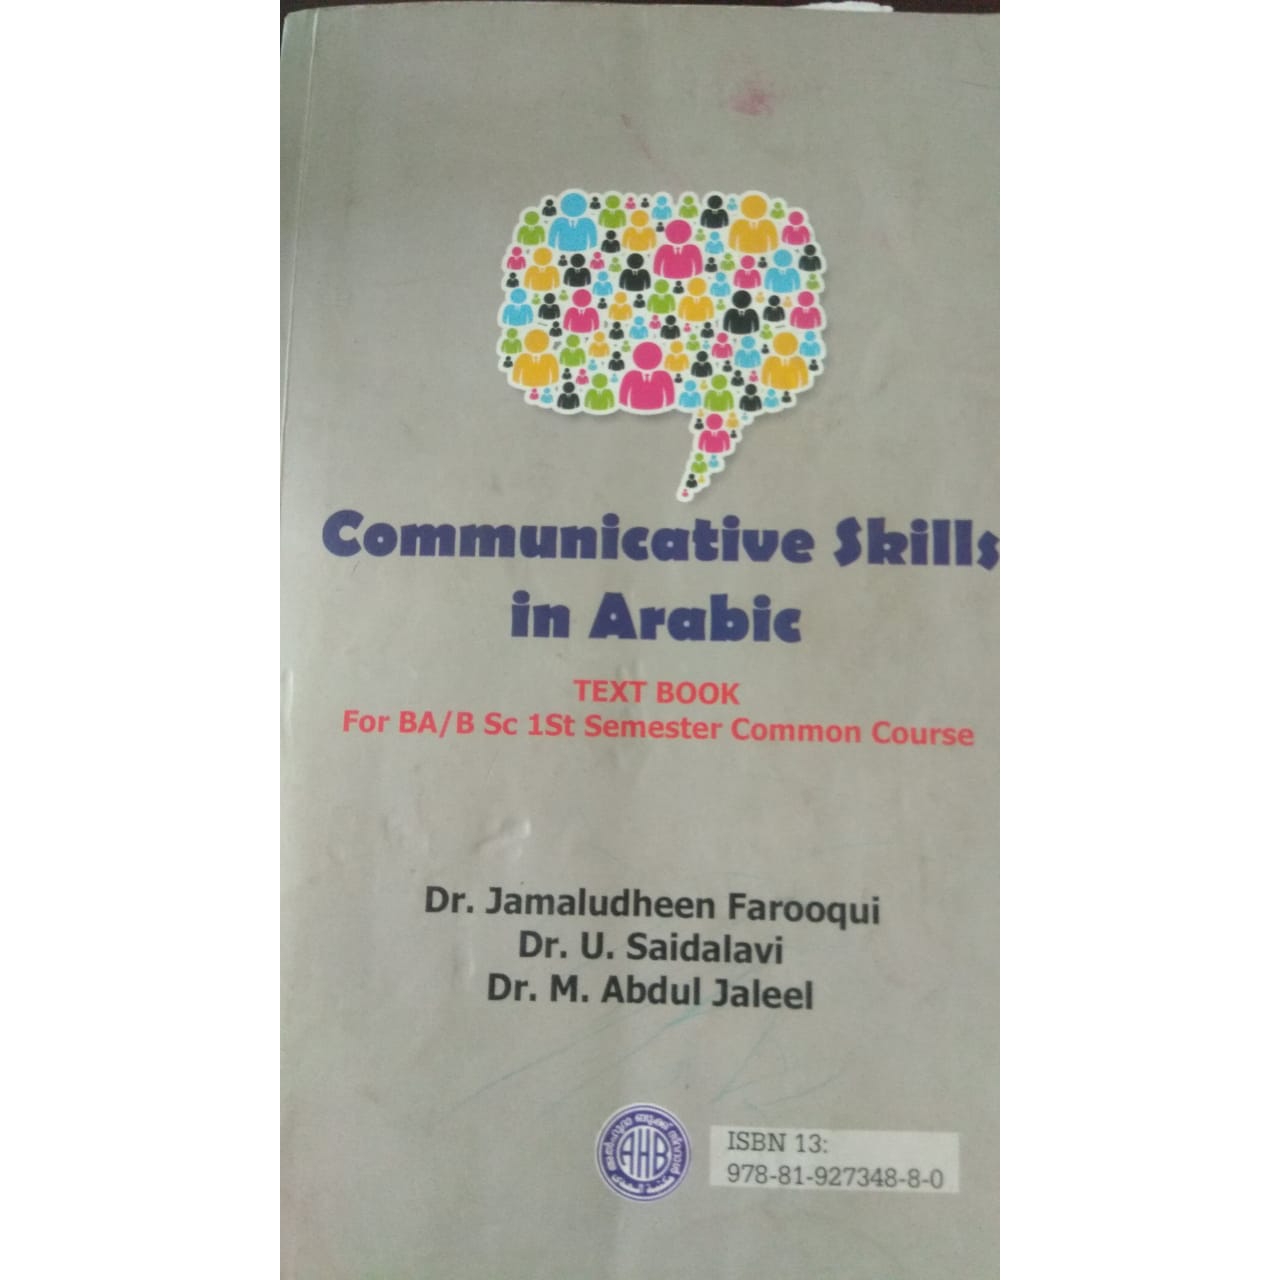 Communicative Skills
in Arabic
TEXT BOOK
For BA/B Sc 1St Semester Common Course
Dr. Jamaludheen Farooqui
Dr. U. Saidalavi
Dr. M. Abdul Jaleel
AHB
ISBN 13:
978-81-927348-8-0